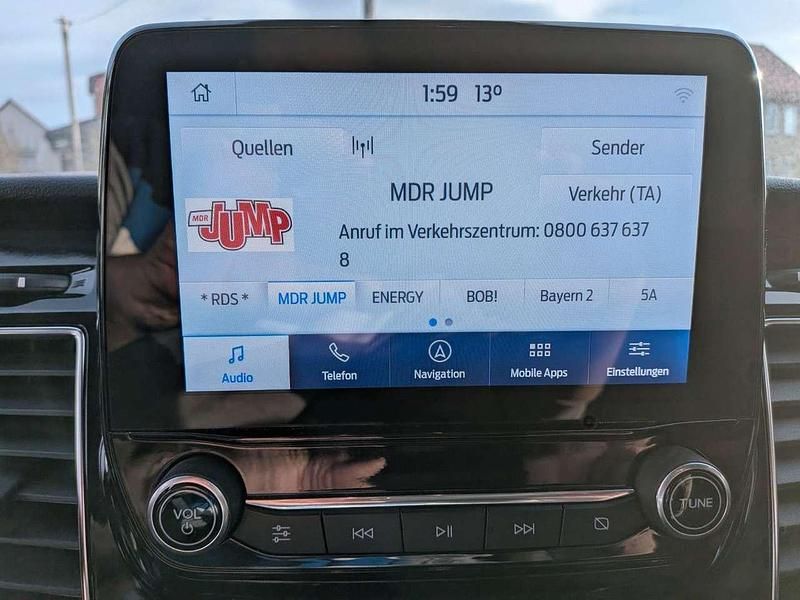 1:59 13º
Quellen
Sender
MDR JUMP
Verkehr (TA)
MDR JUMP
Anruf im Verkehrszentrum: 0800 637 637
8
* RDS * MDR JUMP ENERGY BOB! Bayern 2 5A
Audio Telefon Navigation Mobile Apps Einstellungen
VOL
TUNE